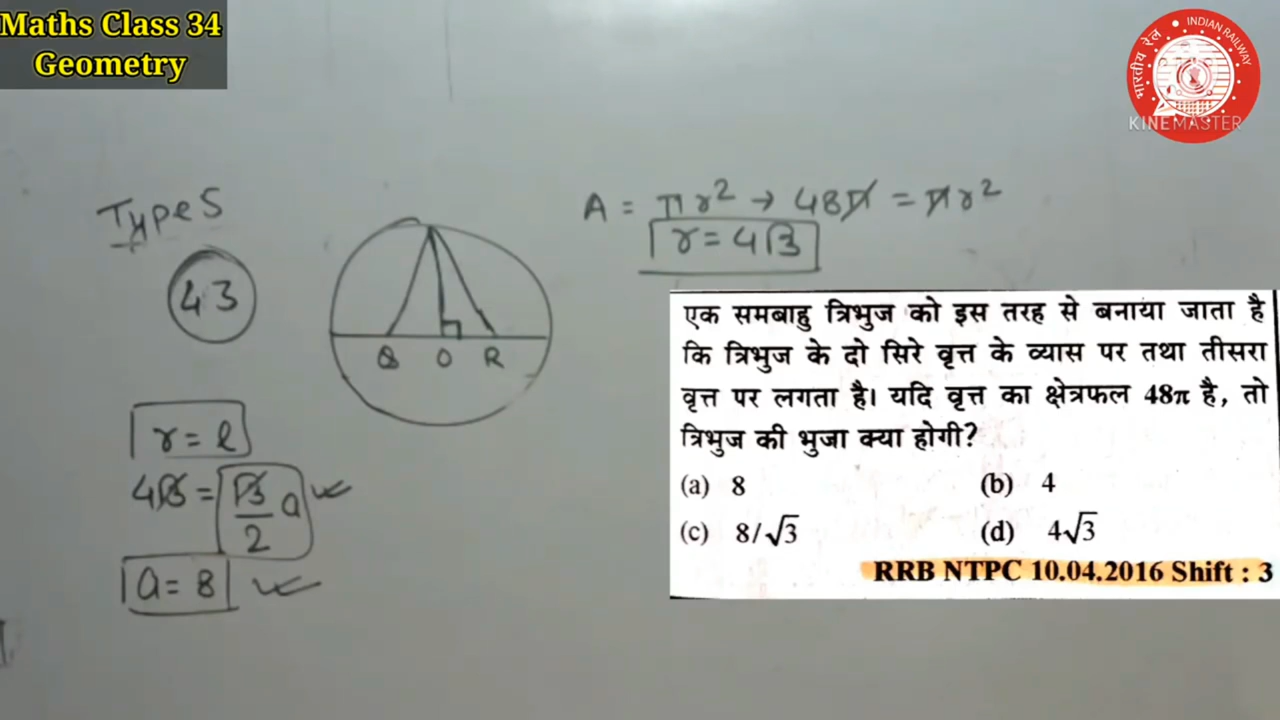 Maths Class 34
Geometry
भारतीय रेल • INDIAN RAILWAY
KINEMASTER
Type 5
43
Q O R
A = πr² → 48π = πr²
r = 4√3
r = l
4√3 = √3/2 a
a = 8
एक समबाहु त्रिभुज को इस तरह से बनाया जाता है
कि त्रिभुज के दो सिरे वृत्त के व्यास पर तथा तीसरा
वृत्त पर लगता है। यदि वृत्त का क्षेत्रफल 48π है, तो
त्रिभुज की भुजा क्या होगी?
(a) 8 (b) 4
(c) 8/√3 (d) 4√3
RRB NTPC 10.04.2016 Shift : 3